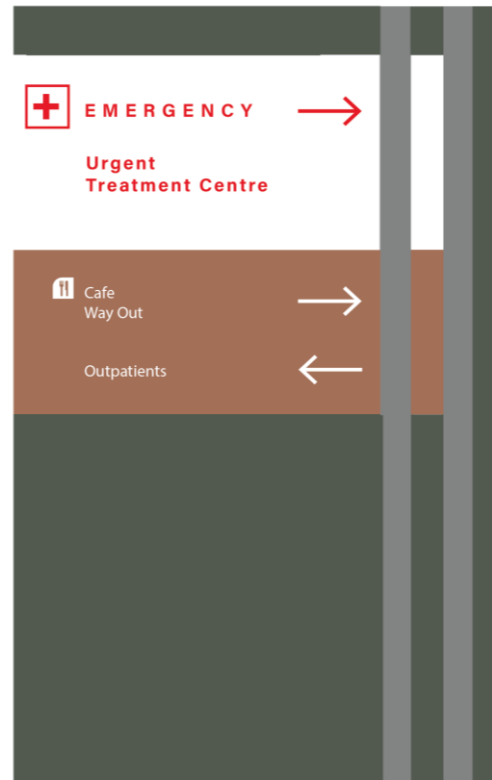 EMERGENCY
Urgent
Treatment Centre
Cafe
Way Out
Outpatients